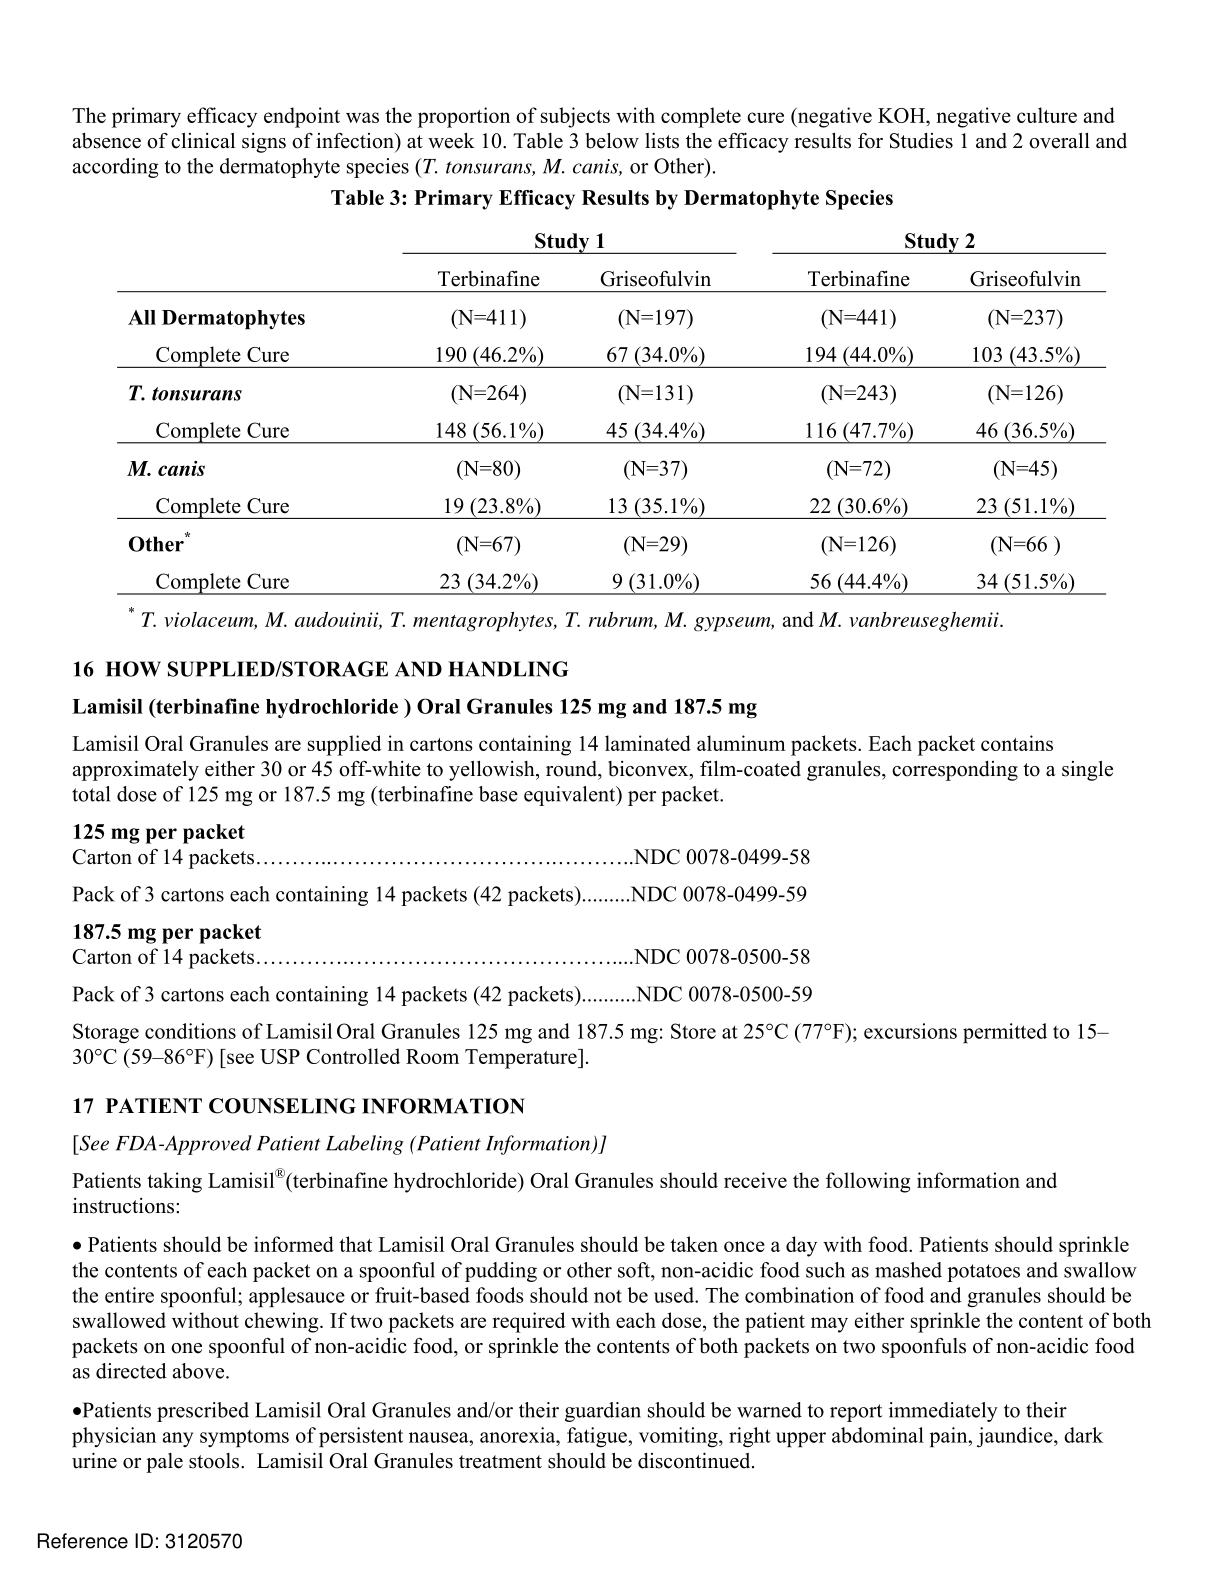 The primary efficacy endpoint was the proportion of subjects with complete cure (negative KOH, negative culture and
absence of clinical signs of infection) at week 10. Table 3 below lists the efficacy results for Studies 1 and 2 overall and
according to the dermatophyte species (T. tonsurans, M. canis, or Other).
Table 3: Primary Efficacy Results by Dermatophyte Species
Study 1 Study 2
Terbinafine Griseofulvin Terbinafine Griseofulvin
All Dermatophytes (N=411) (N=197) (N=441) (N=237)
Complete Cure 190 (46.2%) 67 (34.0%) 194 (44.0%) 103 (43.5%)
T. tonsurans (N=264) (N=131) (N=243) (N=126)
Complete Cure 148 (56.1%) 45 (34.4%) 116 (47.7%) 46 (36.5%)
M. canis (N=80) (N=37) (N=72) (N=45)
Complete Cure 19 (23.8%) 13 (35.1%) 22 (30.6%) 23 (51.1%)
Other* (N=67) (N=29) (N=126) (N=66 )
Complete Cure 23 (34.2%) 9 (31.0%) 56 (44.4%) 34 (51.5%)
* T. violaceum, M. audouinii, T. mentagrophytes, T. rubrum, M. gypseum, and M. vanbreuseghemii.
16 HOW SUPPLIED/STORAGE AND HANDLING
Lamisil (terbinafine hydrochloride ) Oral Granules 125 mg and 187.5 mg
Lamisil Oral Granules are supplied in cartons containing 14 laminated aluminum packets. Each packet contains
approximately either 30 or 45 off-white to yellowish, round, biconvex, film-coated granules, corresponding to a single
total dose of 125 mg or 187.5 mg (terbinafine base equivalent) per packet.
125 mg per packet
Carton of 14 packets……….………………………….………..NDC 0078-0499-58
Pack of 3 cartons each containing 14 packets (42 packets).........NDC 0078-0499-59
187.5 mg per packet
Carton of 14 packets………….………………………………....NDC 0078-0500-58
Pack of 3 cartons each containing 14 packets (42 packets)..........NDC 0078-0500-59
Storage conditions of Lamisil Oral Granules 125 mg and 187.5 mg: Store at 25°C (77°F); excursions permitted to 15–
30°C (59–86°F) [see USP Controlled Room Temperature].
17 PATIENT COUNSELING INFORMATION
[See FDA-Approved Patient Labeling (Patient Information)]
Patients taking Lamisil®(terbinafine hydrochloride) Oral Granules should receive the following information and
instructions:
• Patients should be informed that Lamisil Oral Granules should be taken once a day with food. Patients should sprinkle
the contents of each packet on a spoonful of pudding or other soft, non-acidic food such as mashed potatoes and swallow
the entire spoonful; applesauce or fruit-based foods should not be used. The combination of food and granules should be
swallowed without chewing. If two packets are required with each dose, the patient may either sprinkle the content of both
packets on one spoonful of non-acidic food, or sprinkle the contents of both packets on two spoonfuls of non-acidic food
as directed above.
•Patients prescribed Lamisil Oral Granules and/or their guardian should be warned to report immediately to their
physician any symptoms of persistent nausea, anorexia, fatigue, vomiting, right upper abdominal pain, jaundice, dark
urine or pale stools.  Lamisil Oral Granules treatment should be discontinued.
Reference ID: 3120570